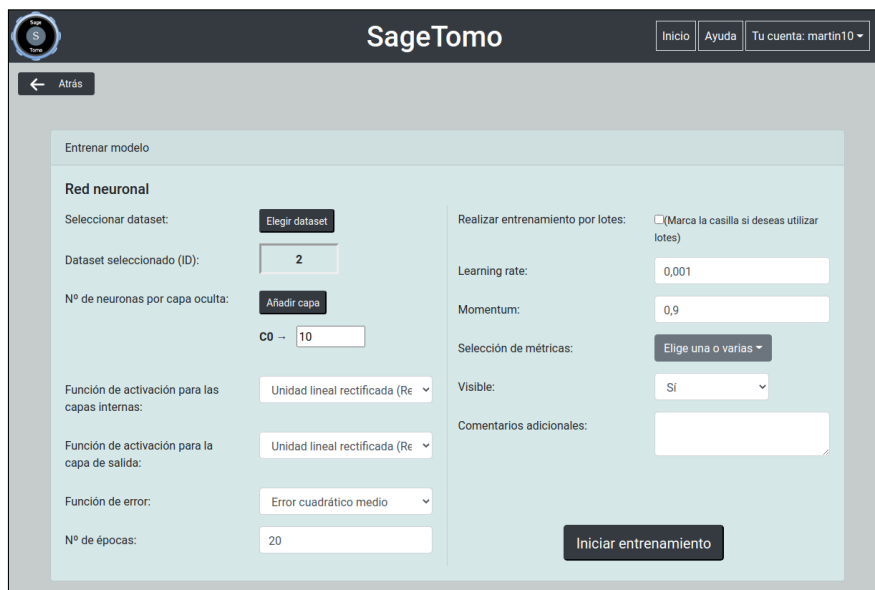 Sage
S
Tomo
SageTomo
Inicio
Ayuda
Tu cuenta: martin10
Atrás
Entrenar modelo
Red neuronal
Seleccionar dataset:
Elegir dataset
Dataset seleccionado (ID):
2
Nº de neuronas por capa oculta:
Añadir capa
C0 → 10
Función de activación para las
capas internas:
Unidad lineal rectificada (Re
Función de activación para la
capa de salida:
Unidad lineal rectificada (Re
Función de error:
Error cuadrático medio
Nº de épocas:
20
Realizar entrenamiento por lotes:
(Marca la casilla si deseas utilizar
lotes)
Learning rate:
0,001
Momentum:
0,9
Selección de métricas:
Elige una o varias
Visible:
Sí
Comentarios adicionales:
Iniciar entrenamiento